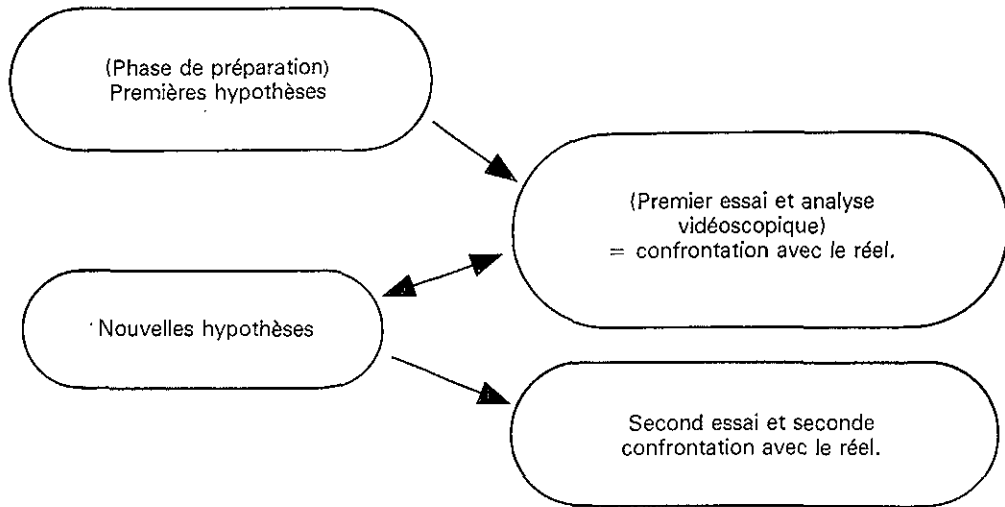 (Phase de préparation)
Premières hypothèses
(Premier essai et analyse
vidéoscopique)
= confrontation avec le réel.
Nouvelles hypothèses
Second essai et seconde
confrontation avec le réel.